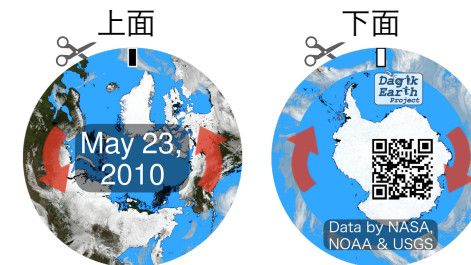 上面
May 23,
2010
下面
Dagik
Earth
Project
Data by NASA,
NOAA & USGS